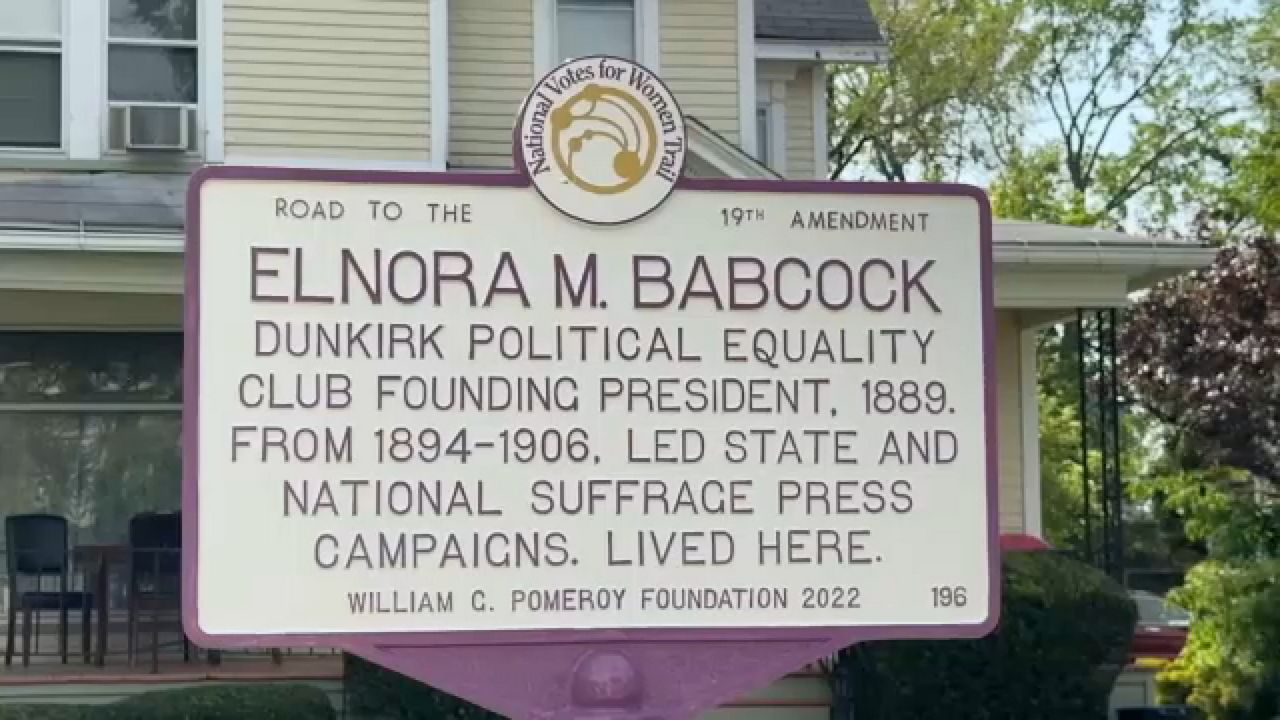 National Votes for Women Trail
ROAD TO THE 19TH AMENDMENT
ELNORA M. BABCOCK
DUNKIRK POLITICAL EQUALITY
CLUB FOUNDING PRESIDENT, 1889.
FROM 1894-1906, LED STATE AND
NATIONAL SUFFRAGE PRESS
CAMPAIGNS. LIVED HERE.
WILLIAM G. POMEROY FOUNDATION 2022 196